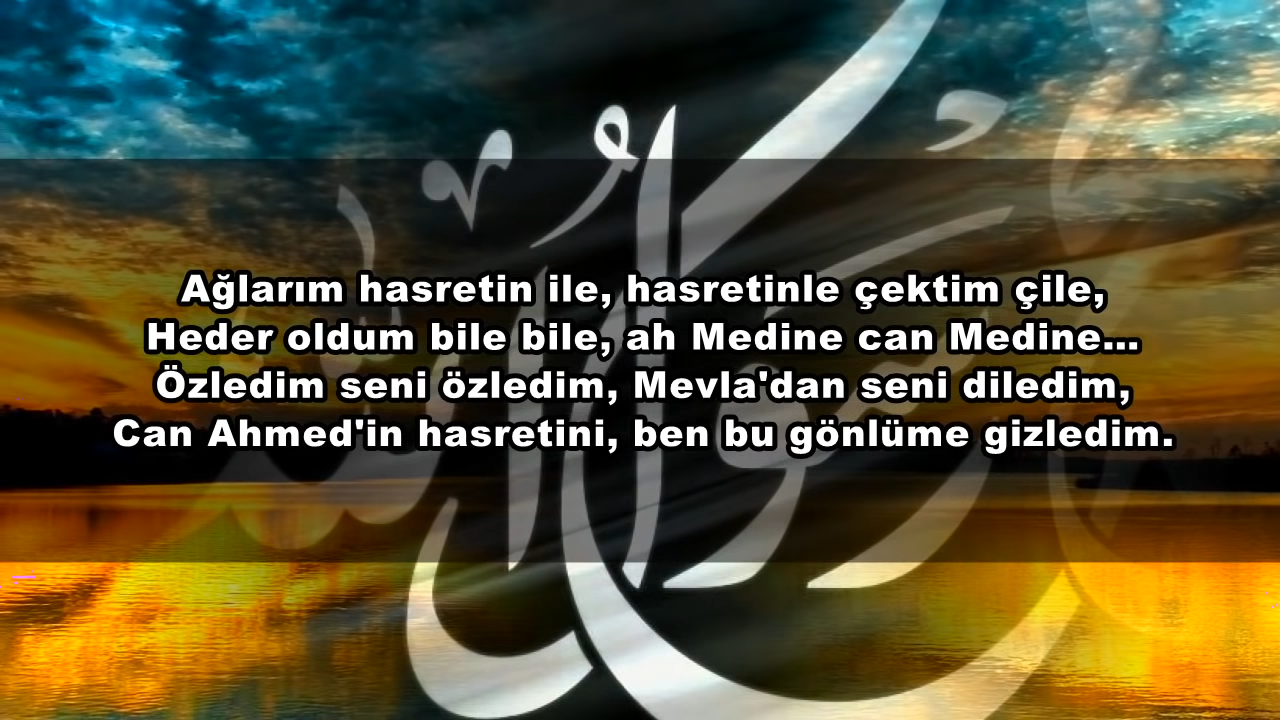 Ağlarım hasretin ile, hasretinle çektim çile,
Heder oldum bile bile, ah Medine can Medine...
Özledim seni özledim, Mevla'dan seni diledim,
Can Ahmed'in hasretini, ben bu gönlüme gizledim.